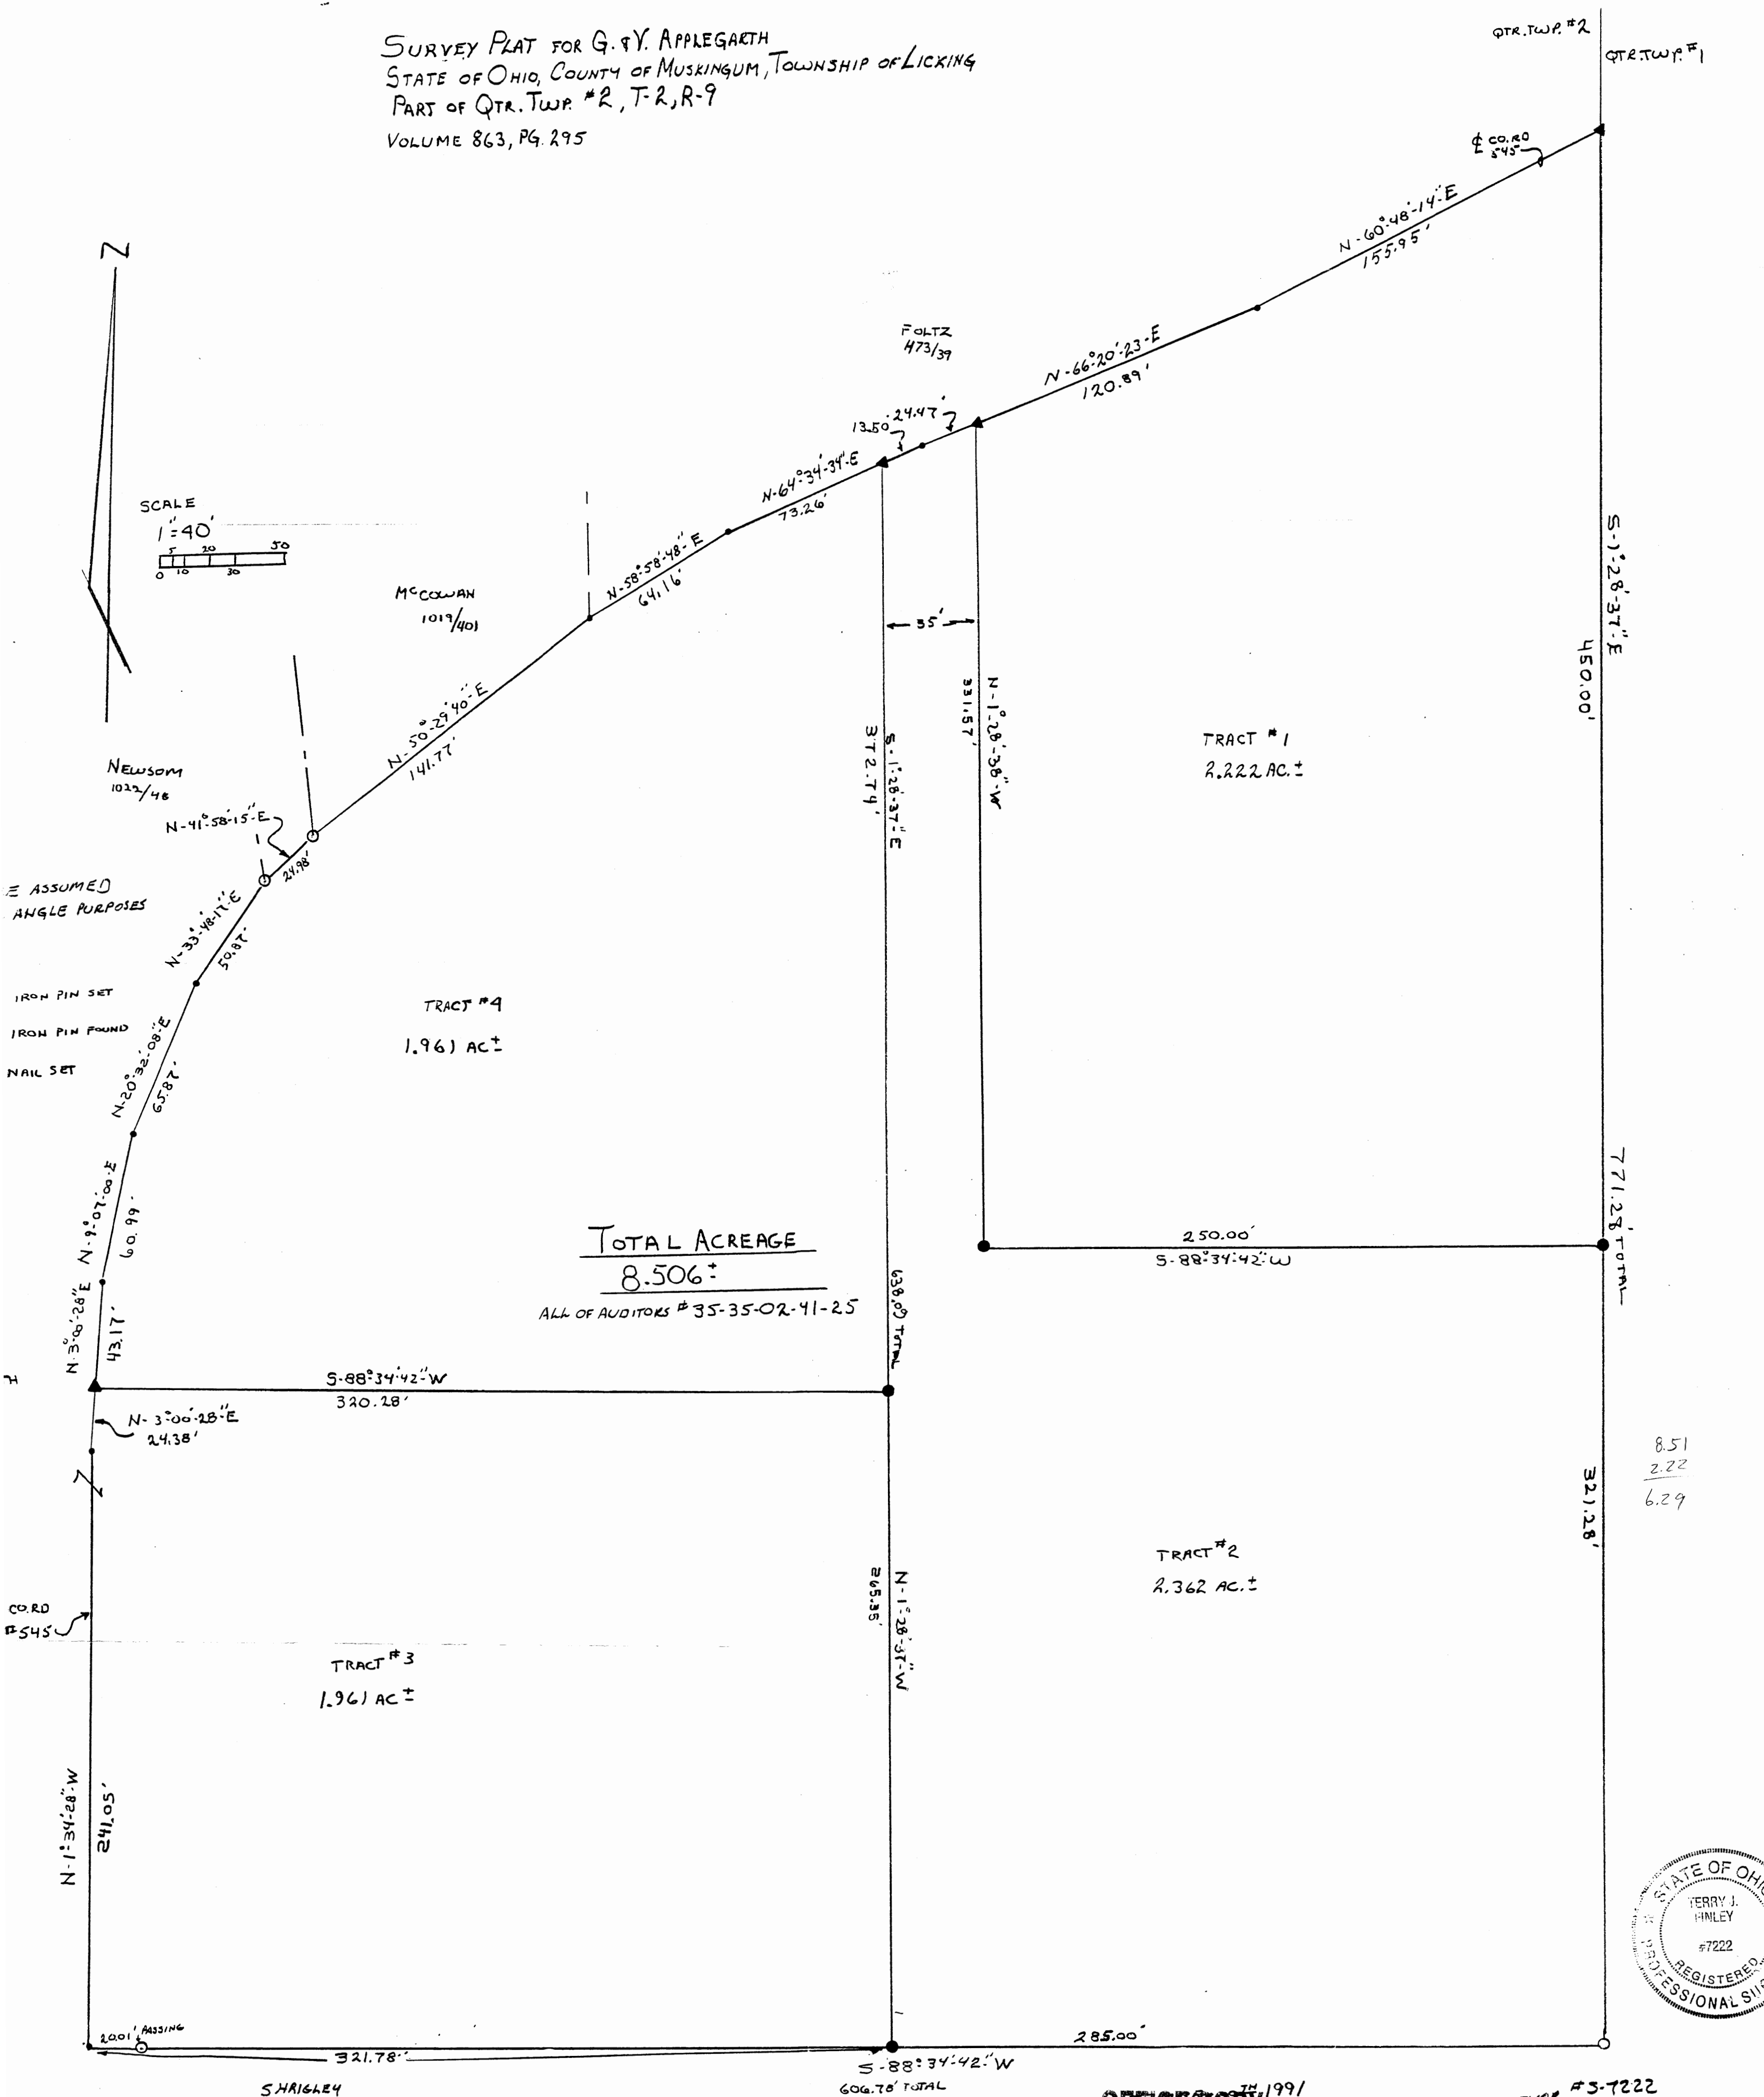 SURVEY PLAT FOR G. & V. APPLEGARTH
STATE OF OHIO, COUNTY OF MUSKINGUM, TOWNSHIP OF LICKING
PART OF QTR. TWP. #2, T-2, R-9
VOLUME 863, PG. 295
QTR. TWP. #2
QTR. TWP. #1
℄ CO. RD
545
N-60°-48'-14"-E
155.95'
FOLTZ
473/39
N-66°-20'-23-E
120.89'
24.47'
13.50'
N-64°-34'-34"-E
73.26'
N
SCALE
1"=40'
5 20 50
0 10 30
N-58°-58'-48"-E
64.16'
MCCOWAN
1019/401
35'
S-1°-28'-37"-E
450.00'
N-50°-29'-40"-E
141.77'
N-1°-28'-38"-W
331.57'
S-1°-28'-37"-E
372.74'
TRACT #1
2.222 AC.±
NEWSOM
1022/48
N-41°-58'-15"-E
24.98'
E ASSUMED
ANGLE PURPOSES
N-33°-48'-17"-E
50.87'
IRON PIN SET
IRON PIN FOUND
NAIL SET
TRACT #4
1.961 AC±
N-20°-32'-08"-E
65.87'
N-9°-07'-00-E
60.99'
771.28' TOTAL
TOTAL ACREAGE
8.506±
ALL OF AUDITORS #35-35-02-41-25
250.00'
S-88°-34'-42"-W
638.09 TOTAL
N-3°-00'-28"E
43.17'
S-88°-34'-42"-W
320.28'
N-3°-00'-28"-E
24.38'
8.51
2.22
6.29
321.28'
TRACT #2
2.362 AC.±
N-1°-28'-37"-W
265.35'
CO. RD
#545
TRACT #3
1.961 AC±
N-1°-34'-28"-W
241.05'
STATE OF OHIO
TERRY J.
FINLEY
#7222
REGISTERED
PROFESSIONAL
20.01' PASSING
321.78'
285.00'
S-88°-34'-42"-W
606.78' TOTAL
SHRIGLEY
1991
#S-7222